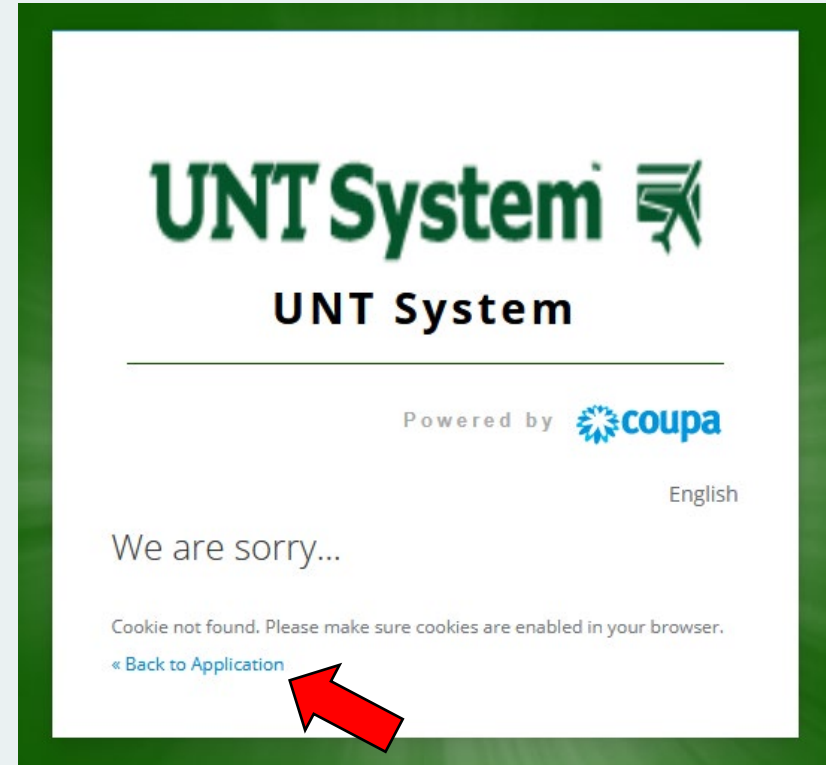 UNT System
UNT System
Powered by coupa
English
We are sorry...
Cookie not found. Please make sure cookies are enabled in your browser.
« Back to Application